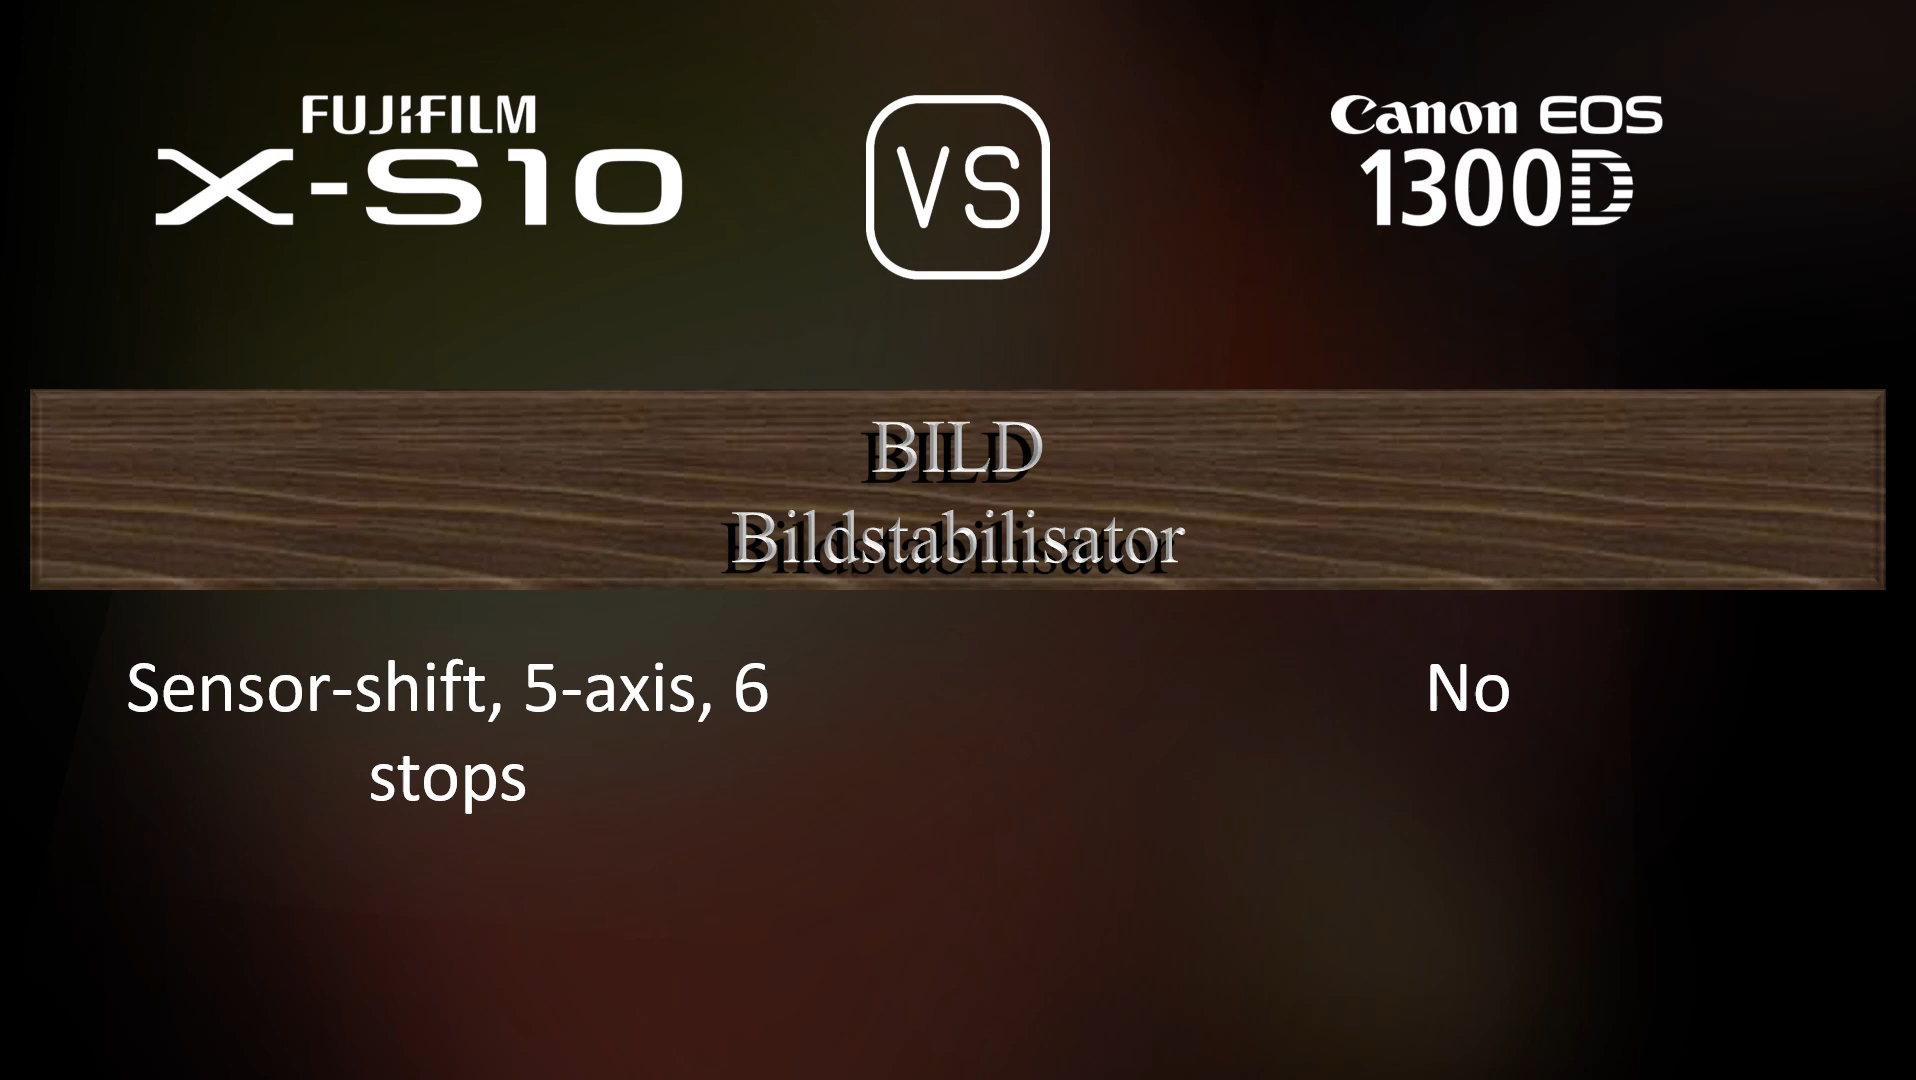 FUJIFILM
X-S10
VS
Canon EOS
1300D
BILD
Bildstabilisator
Sensor-shift, 5-axis, 6
stops
No